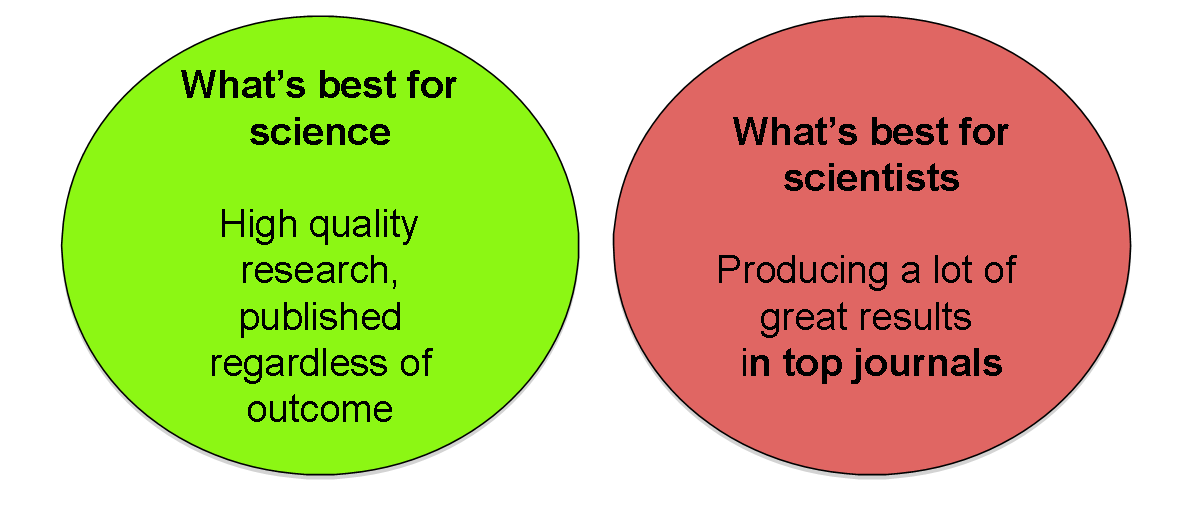 What’s best for
science
High quality
research,
published
regardless of
outcome
What’s best for
scientists
Producing a lot of
great results
in top journals